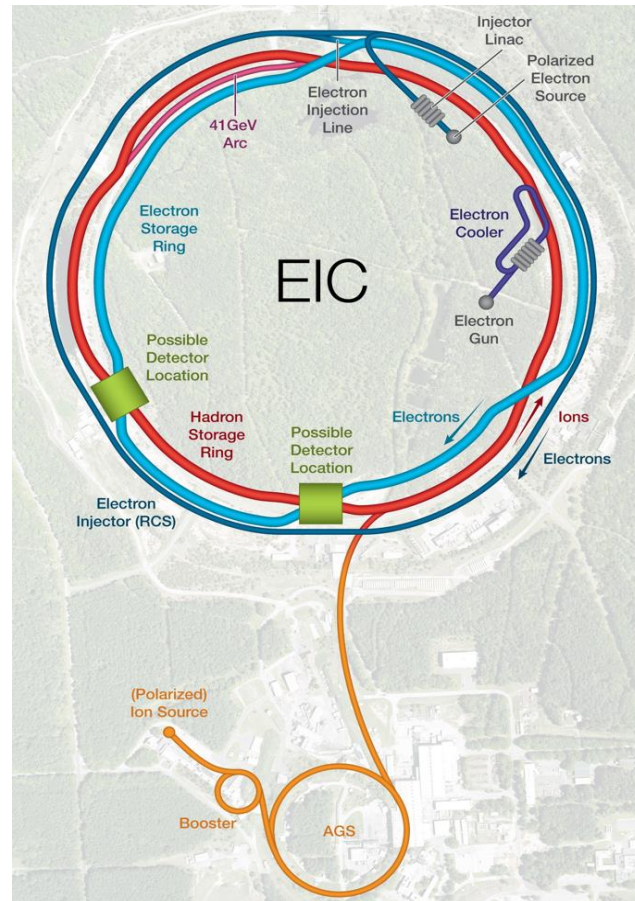 Injector
Linac
Polarized
Electron
Source
Electron
Injection
Line
41GeV
Arc
Electron
Storage
Ring
Electron
Cooler
EIC
Electron
Gun
Possible
Detector
Location
Hadron
Storage
Ring
Possible
Detector
Location
Electrons
Ions
Electrons
Electron
Injector (RCS)
(Polarized)
Ion Source
Booster
AGS